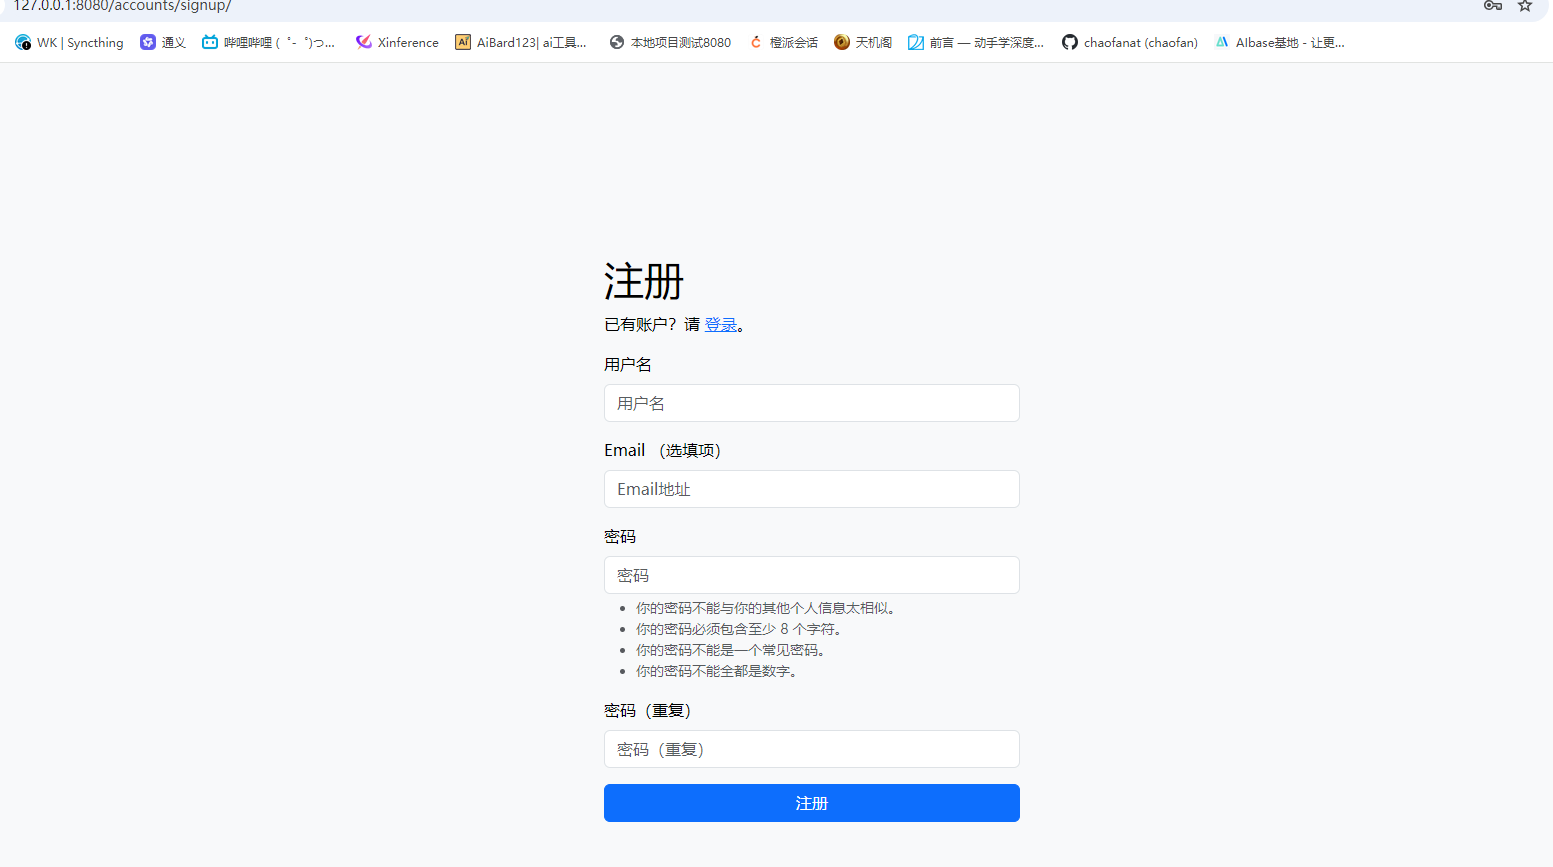 127.0.0.1:8080/accounts/signup/
WK | Syncthing
通义
哔哩哔哩 (゜-゜)つ...
Xinference
AiBard123| ai工具...
本地项目测试8080
橙派会话
天机阁
前言 — 动手学深度...
chaofanat (chaofan)
AIbase基地 - 让更...
注册
已有账户？请 登录。
用户名
用户名
Email （选填项）
Email地址
密码
密码
你的密码不能与你的其他个人信息太相似。
你的密码必须包含至少 8 个字符。
你的密码不能是一个常见密码。
你的密码不能全都是数字。
密码（重复）
密码（重复）
注册